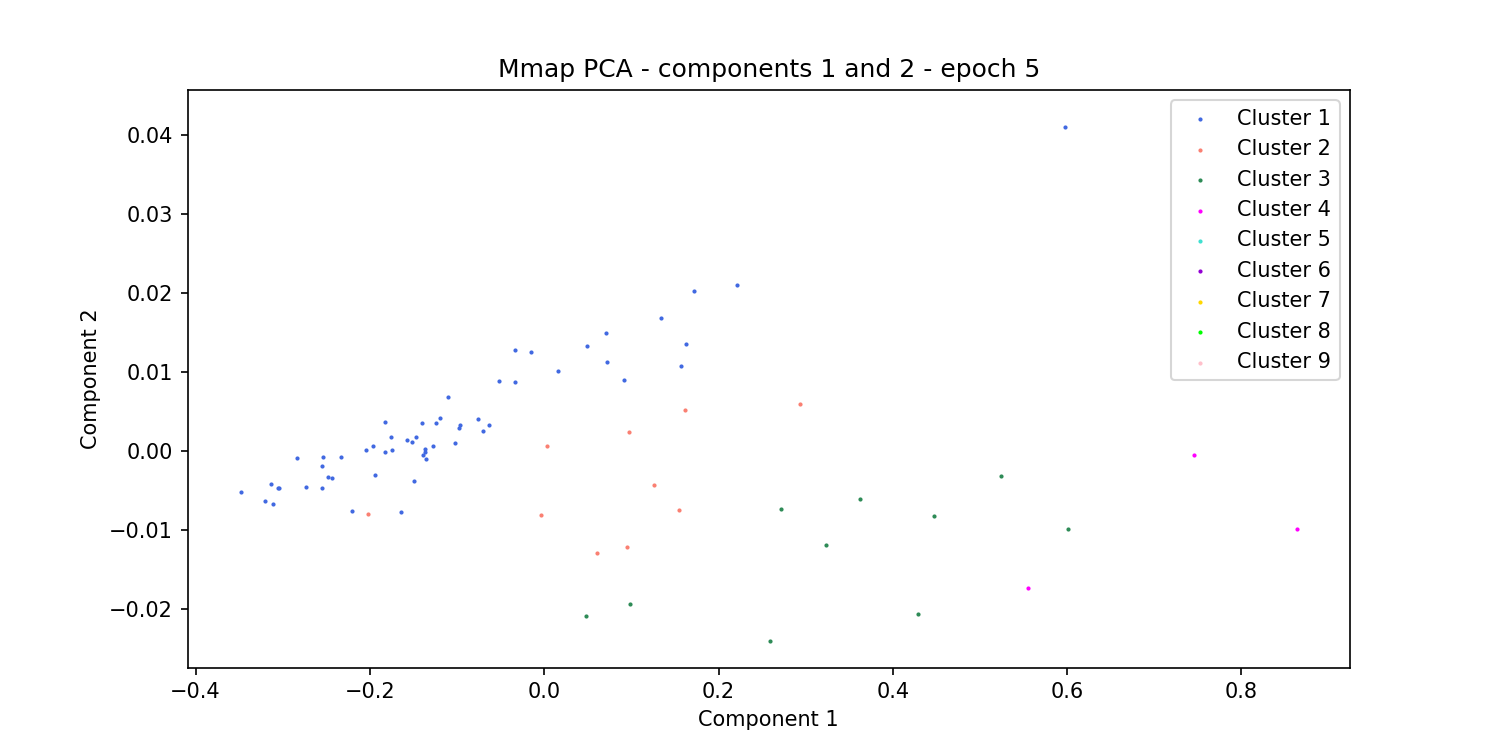 Mmap PCA - components 1 and 2 - epoch 5
Component 2
0.04
0.03
0.02
0.01
0.00
−0.01
−0.02
−0.4
−0.2
0.0
0.2
0.4
0.6
0.8
Component 1
Cluster 1
Cluster 2
Cluster 3
Cluster 4
Cluster 5
Cluster 6
Cluster 7
Cluster 8
Cluster 9